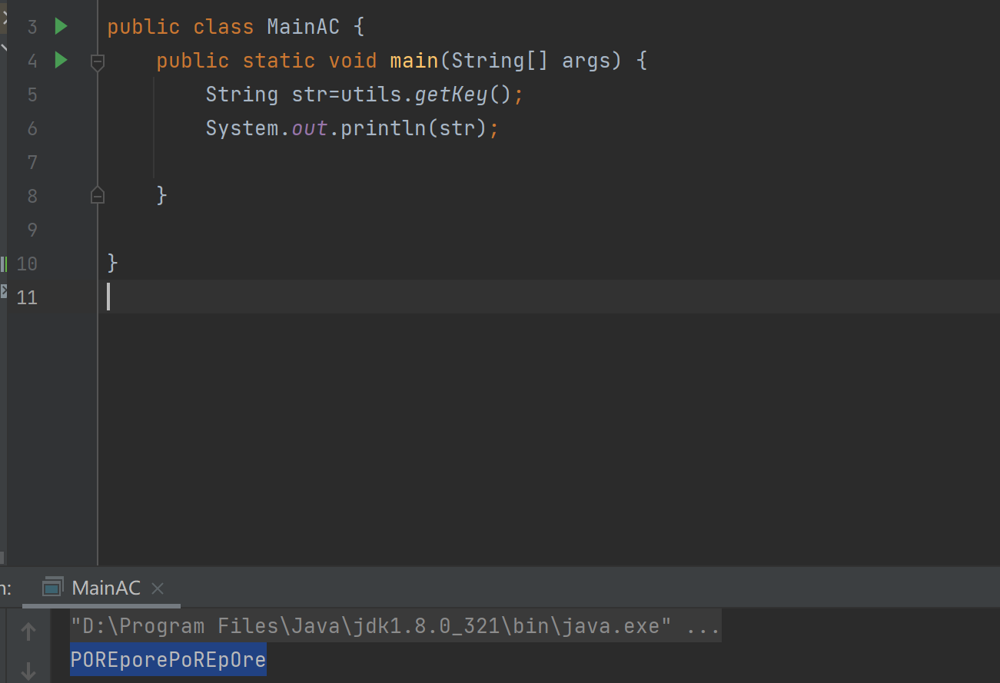 3 public class MainAC {
4 public static void main(String[] args) {
5 String str=utils.getKey();
6 System.out.println(str);
7
8 }
9
10 }
11
n: MainAC
"D:\Program Files\Java\jdk1.8.0_321\bin\java.exe" ...
POREporePoREpOre